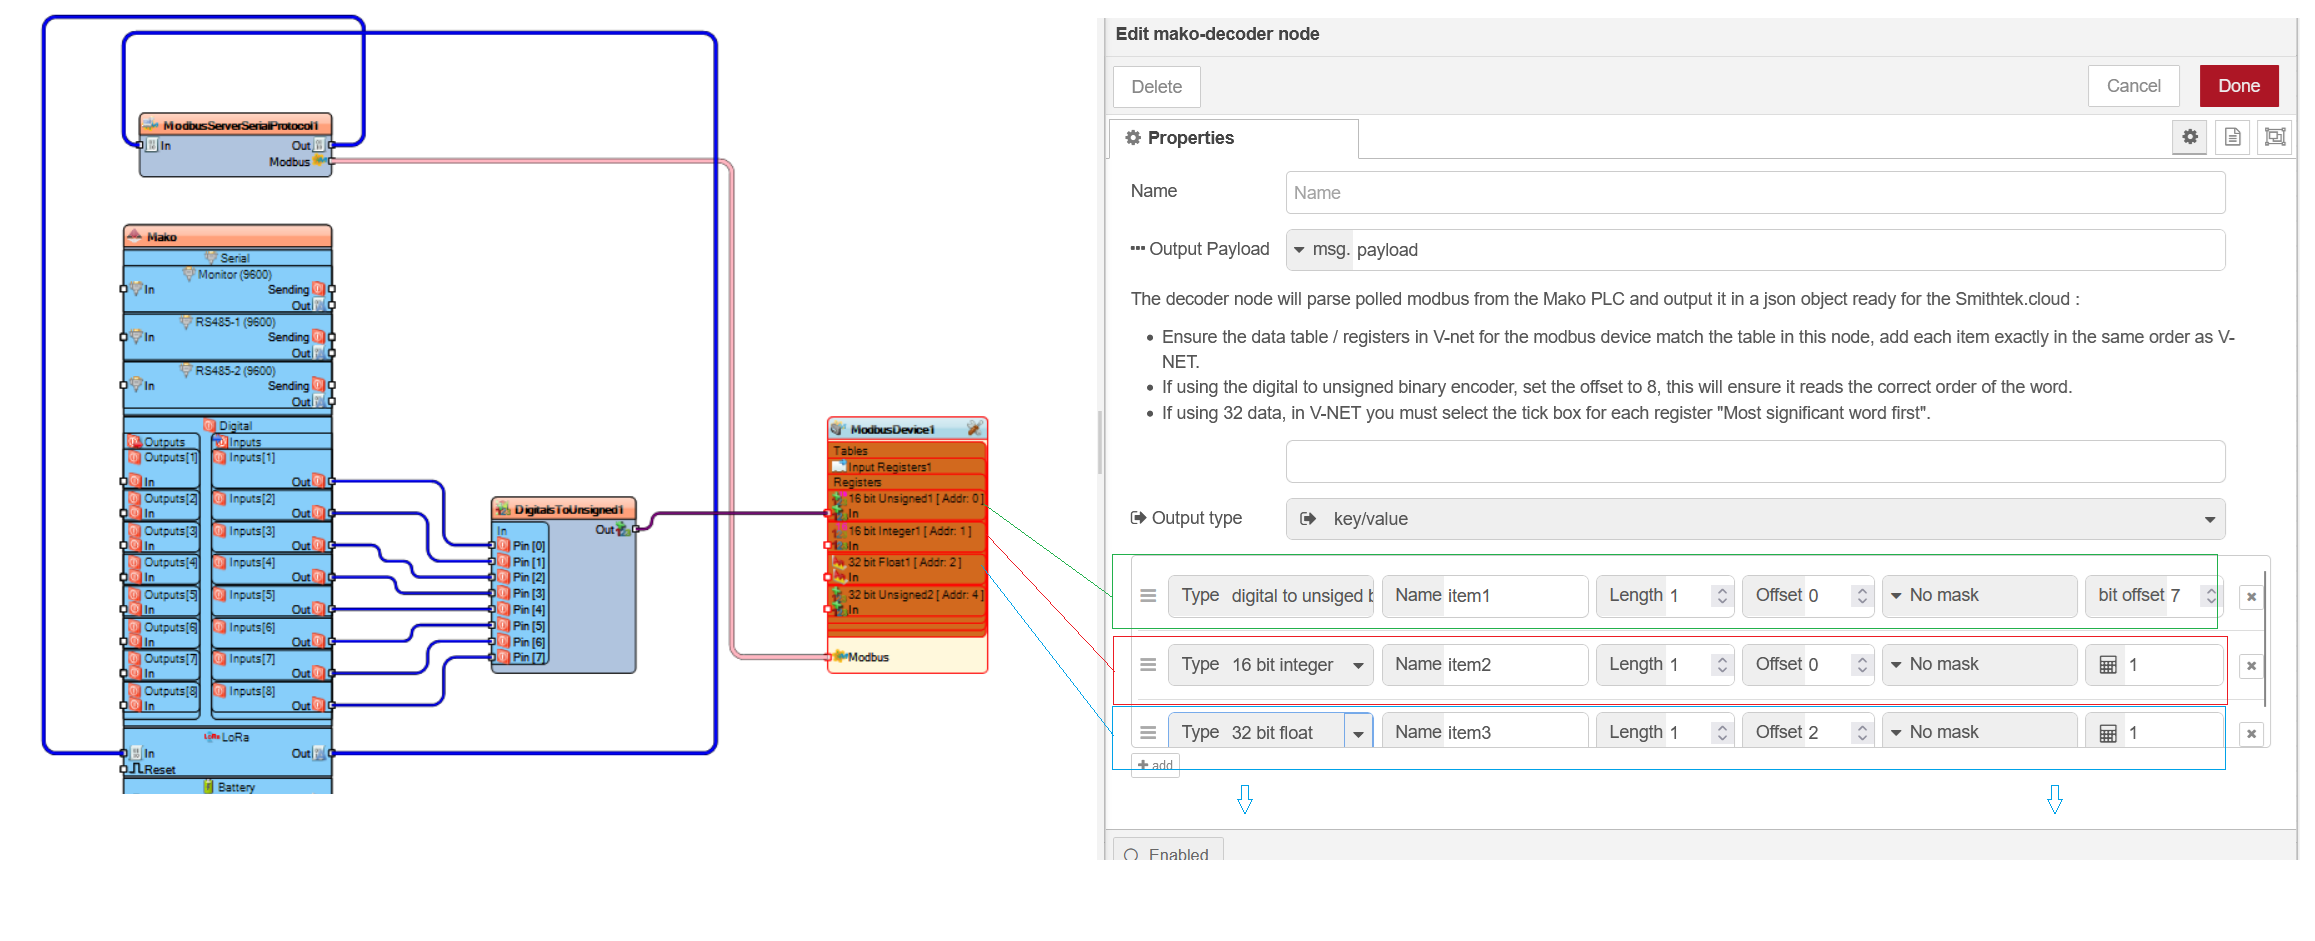 ModbusServerSerialProtocol1
In
Out
Modbus
Mako
Serial
Monitor (9600)
In
Sending
Out
RS485-1 (9600)
In
Sending
Out
RS485-2 (9600)
In
Sending
Out
Digital
Outputs
Inputs
Outputs[1]
Inputs[1]
In
Out
Outputs[2]
Inputs[2]
In
Out
Outputs[3]
Inputs[3]
In
Out
Outputs[4]
Inputs[4]
In
Out
Outputs[5]
Inputs[5]
In
Out
Outputs[6]
Inputs[6]
In
Out
Outputs[7]
Inputs[7]
In
Out
Outputs[8]
Inputs[8]
In
Out
LoRa
In
Out
Reset
Battery
DigitalsToUnsigned1
In
Out
Pin [0]
Pin [1]
Pin [2]
Pin [3]
Pin [4]
Pin [5]
Pin [6]
Pin [7]
ModbusDevice1
Tables
Input Registers1
Registers
16 bit Unsigned1 [ Addr: 0 ]
In
16 bit Integer1 [ Addr: 1 ]
In
32 bit Float1 [ Addr: 2 ]
In
32 bit Unsigned2 [ Addr: 4 ]
In
Modbus
Edit mako-decoder node
Delete
Cancel
Done
Properties
Name
Name
Output Payload
msg. payload
The decoder node will parse polled modbus from the Mako PLC and output it in a json object ready for the Smithtek.cloud :
• Ensure the data table / registers in V-net for the modbus device match the table in this node, add each item exactly in the same order as V-
NET.
• If using the digital to unsigned binary encoder, set the offset to 8, this will ensure it reads the correct order of the word.
• If using 32 data, in V-NET you must select the tick box for each register "Most significant word first".
Output type
key/value
Type digital to unsiged b Name item1 Length 1 Offset 0 No mask bit offset 7
Type 16 bit integer Name item2 Length 1 Offset 0 No mask 1
Type 32 bit float Name item3 Length 1 Offset 2 No mask 1
add
Enabled